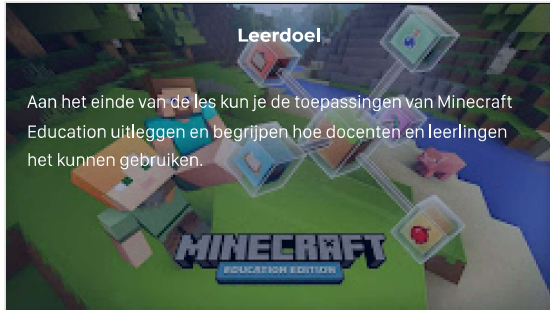 Leerdoel
Aan het einde van de les kun je de toepassingen van Minecraft
Education uitleggen en begrijpen hoe docenten en leerlingen
het kunnen gebruiken.
MINECRAFT
EDUCATION EDITION